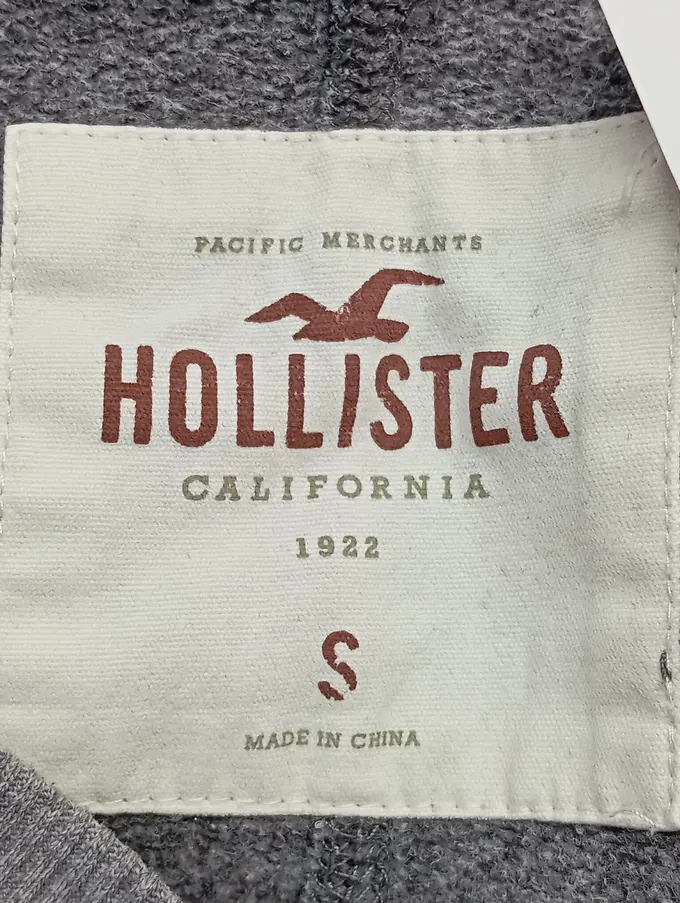 PACIFIC MERCHANTS
HOLLISTER
CALIFORNIA
1922
S
MADE IN CHINA